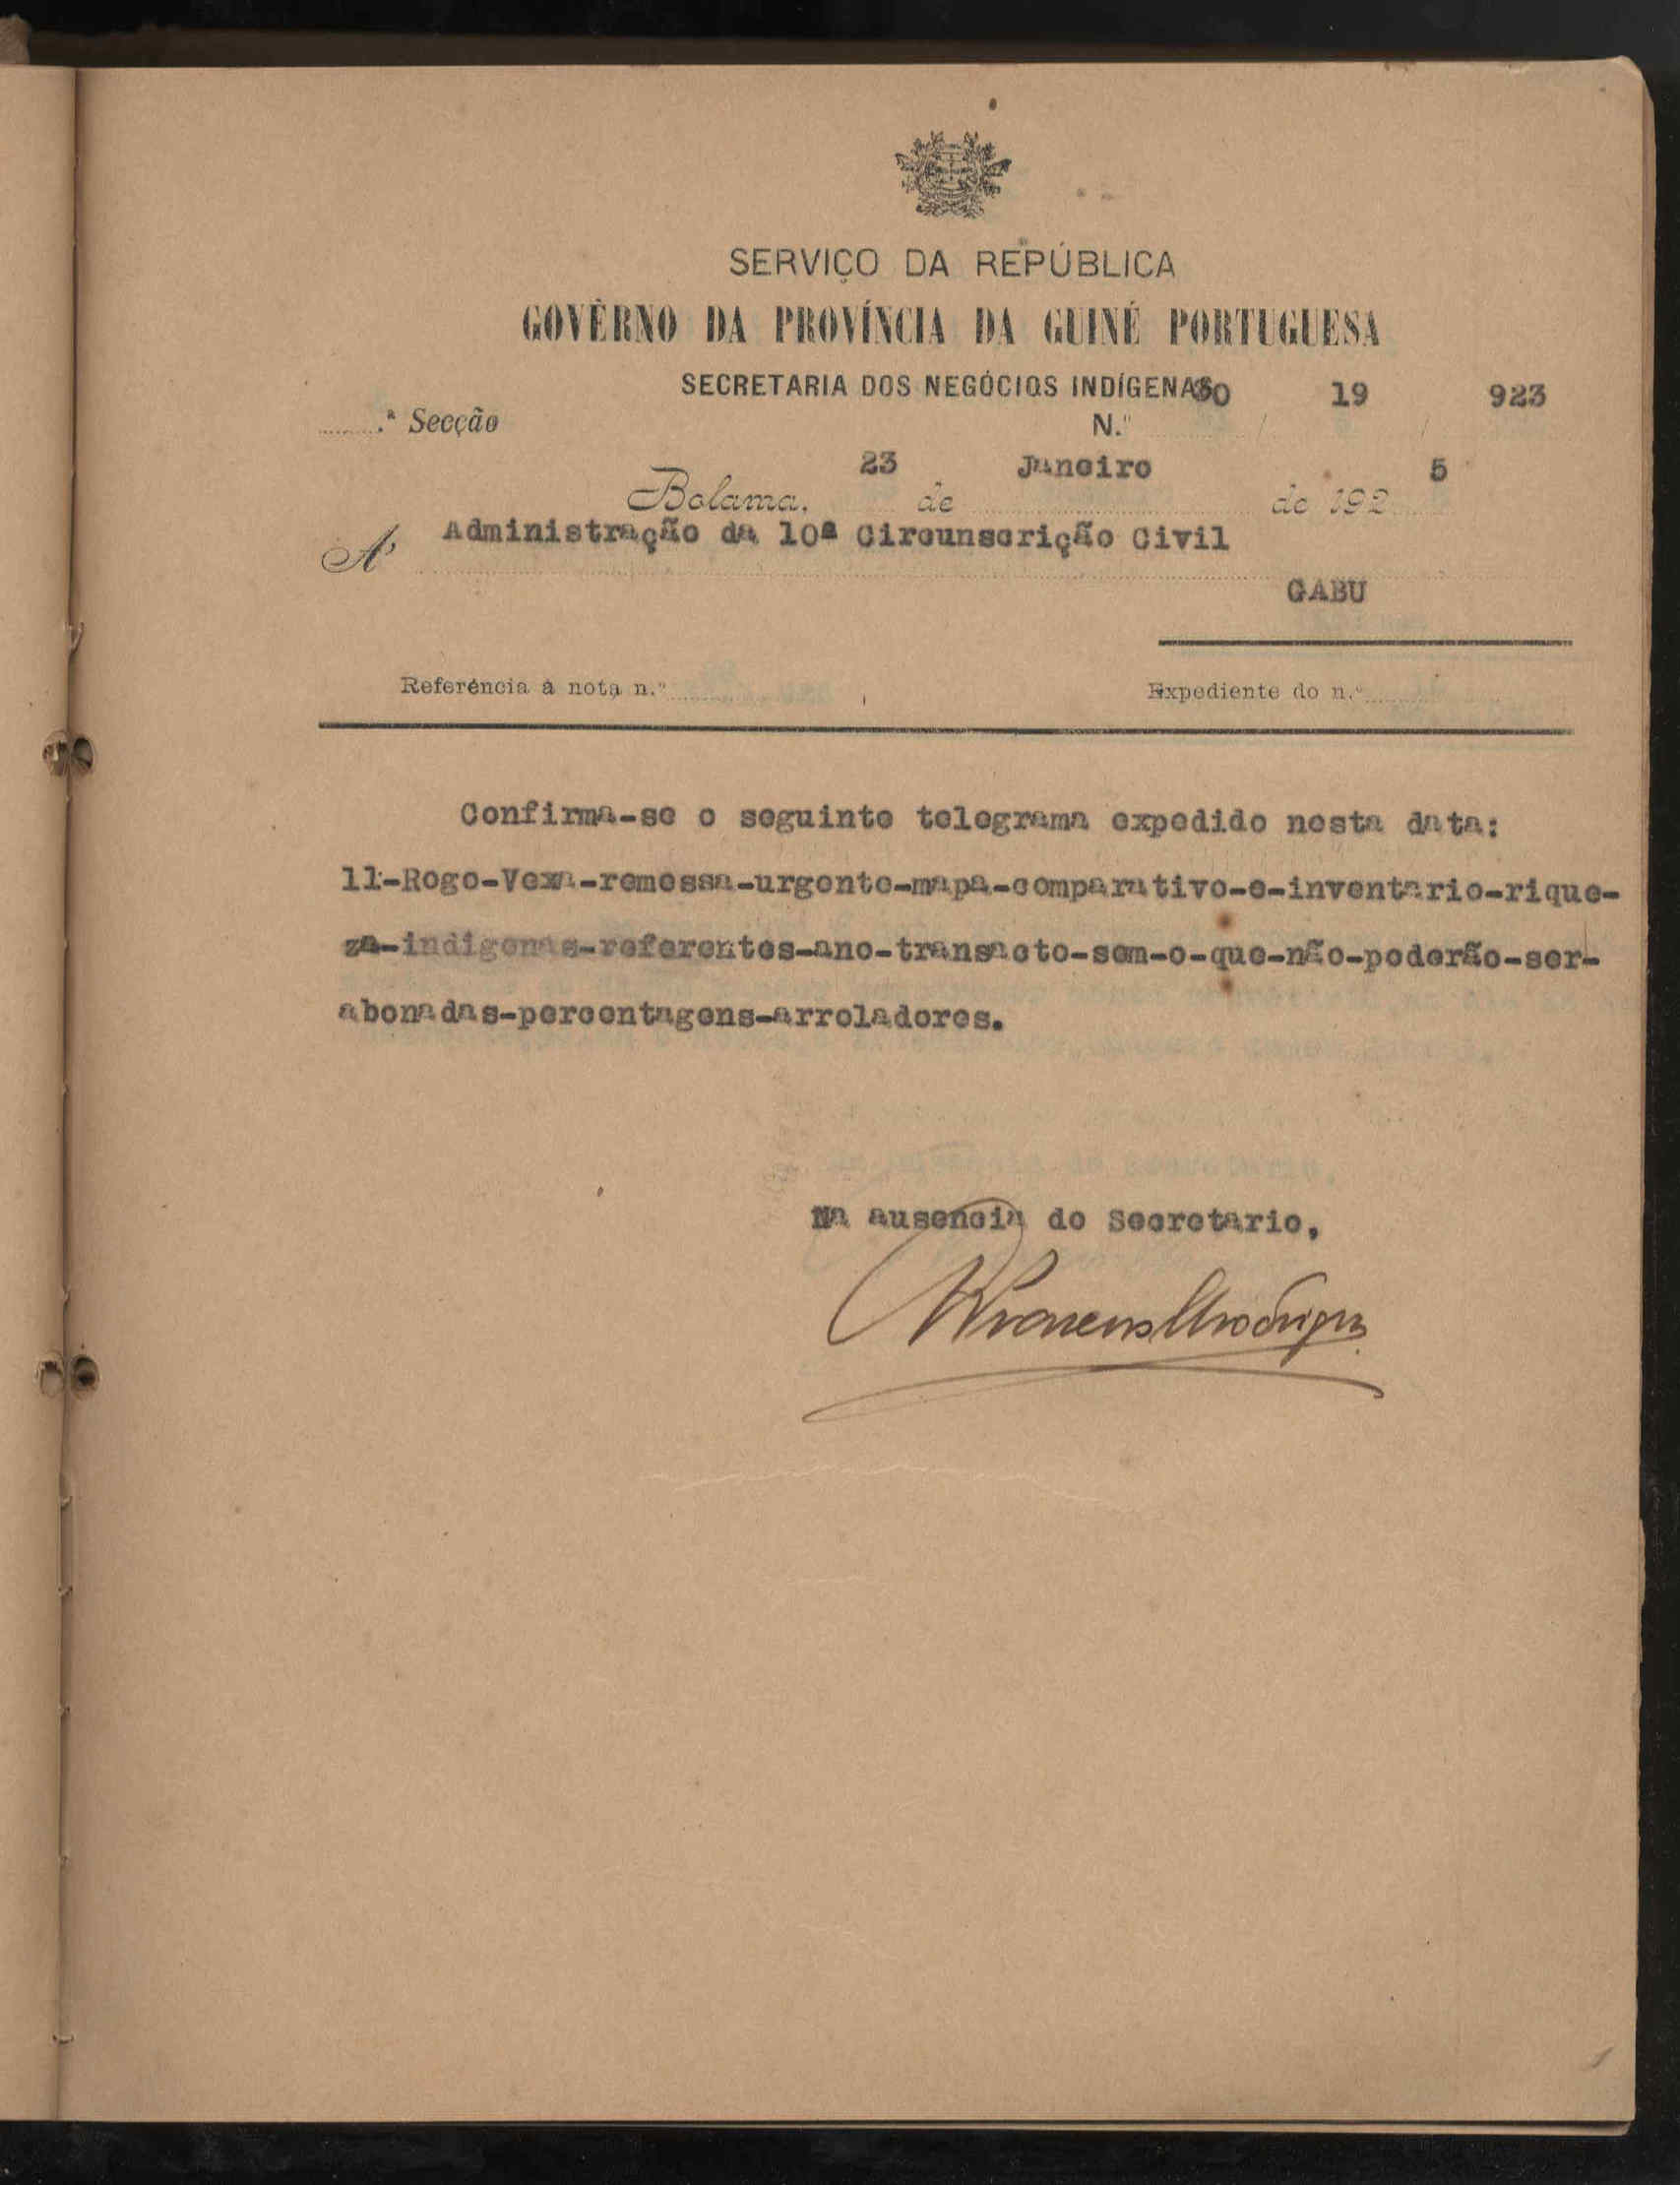 SERVIÇO DA REPÚBLICA
GOVÊRNO DA PROVÍNCIA DA GUINÉ PORTUGUESA
SECRETARIA DOS NEGÓCIOS INDÍGENAS
.ª Secção
N.º 30 / 19 / 923
Bolama, 23 de Janeiro de 192 5
A' Administração da 10ª Circunscrição Civil
GABU
Referência à nota n.º
Expediente do n.º
Confirma-se o seguinte telegrama expedido nesta data:
11-Rogo-Vexa-remessa-urgente-mapa-comparativo-e-inventario-rique-
za-indigenas-referentes-ano-transacto-sem-o-que-não-poderão-ser-
abonadas-percentagens-arroladores.
Na ausencia do Secretario,